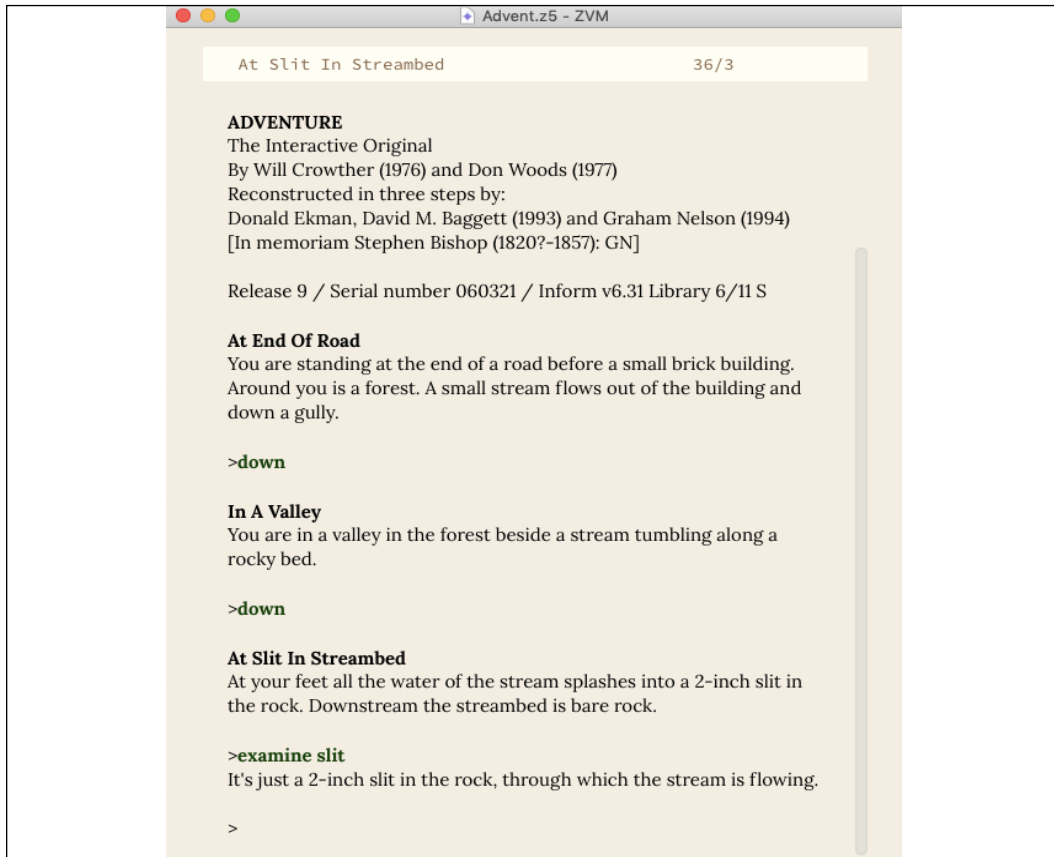 Advent.z5 - ZVM
At Slit In Streambed 36/3
ADVENTURE
The Interactive Original
By Will Crowther (1976) and Don Woods (1977)
Reconstructed in three steps by:
Donald Ekman, David M. Baggett (1993) and Graham Nelson (1994)
[In memoriam Stephen Bishop (1820?-1857): GN]
Release 9 / Serial number 060321 / Inform v6.31 Library 6/11 S
At End Of Road
You are standing at the end of a road before a small brick building.
Around you is a forest. A small stream flows out of the building and
down a gully.
>down
In A Valley
You are in a valley in the forest beside a stream tumbling along a
rocky bed.
>down
At Slit In Streambed
At your feet all the water of the stream splashes into a 2-inch slit in
the rock. Downstream the streambed is bare rock.
>examine slit
It's just a 2-inch slit in the rock, through which the stream is flowing.
>